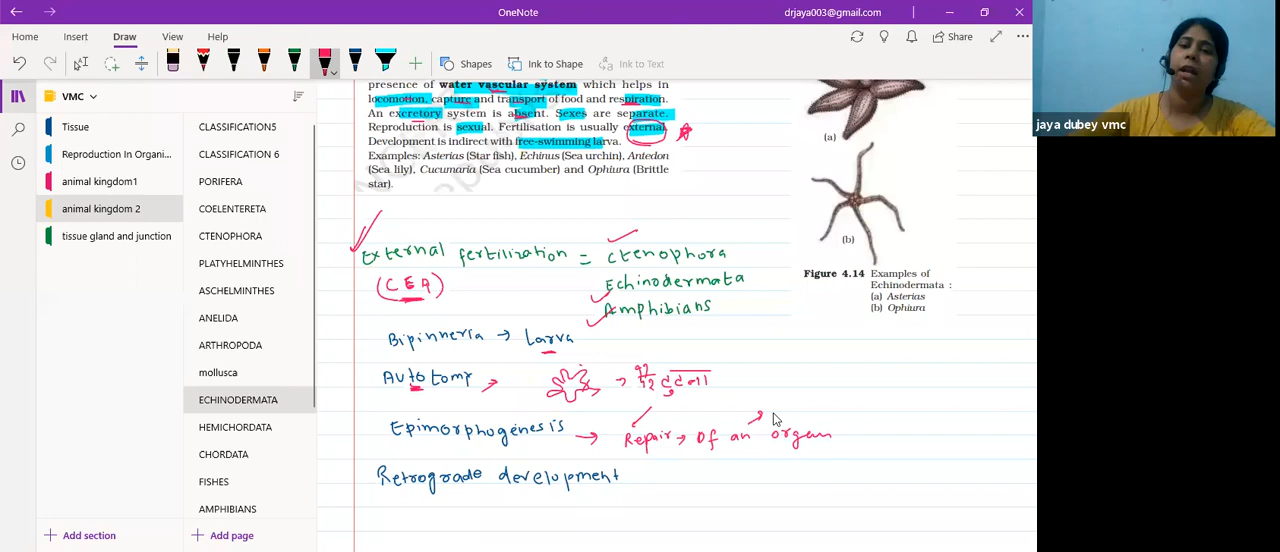 OneNote
drjaya003@gmail.com
Home Insert Draw View Help
Share
Shapes
Ink to Shape
Ink to Text
VMC
Tissue
Reproduction In Organi...
animal kingdom1
animal kingdom 2
tissue gland and junction
CLASSIFICATION5
CLASSIFICATION 6
PORIFERA
COELENTERETA
CTENOPHORA
PLATYHELMINTHES
ASCHELMINTHES
ANELIDA
ARTHROPODA
mollusca
ECHINODERMATA
HEMICHORDATA
CHORDATA
FISHES
AMPHIBIANS
Add section
Add page
presence of water vascular system which helps in
locomotion, capture and transport of food and respiration.
An excretory system is absent. Sexes are separate.
Reproduction is sexual. Fertilisation is usually external.
Development is indirect with free-swimming larva.
Examples: Asterias (Star fish), Echinus (Sea urchin), Antedon
(Sea lily), Cucumaria (Sea cucumber) and Ophiura (Brittle
star).
External fertilization = Ctenophora
(CEA) Echinodermata
Amphibians
Bipinneria → Larva
Autotomy →
Epimorphogenesis → Repair → Of an organ
Retrograde development
(a)
(b)
Figure 4.14 Examples of
Echinodermata :
(a) Asterias
(b) Ophiura
jaya dubey vmc